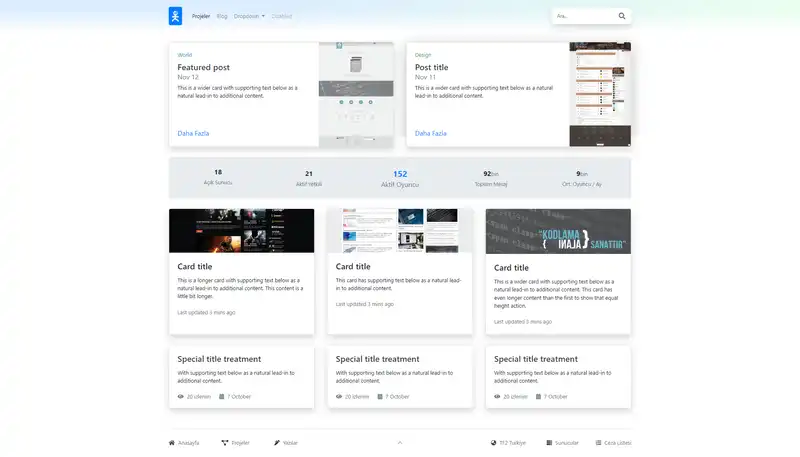 Projeler Blog Dropdown Disabled
Ara..
World
Featured post
Nov 12
This is a wider card with supporting text below as a
natural lead-in to additional content.
Daha Fazla
Design
Post title
Nov 11
This is a wider card with supporting text below as a natural
lead-in to additional content.
Daha Fazla
18
Açılı Sunucu
21
Aktif Yetkili
152
Aktif Oyuncu
92bin
Toplam Mesaj
9bin
Ort. Oyuncu / Ay
Card title
This is a longer card with supporting text below as a
natural lead-in to additional content. This content is a
little bit longer.
Last updated 3 mins ago
Card title
This card has supporting text below as a natural lead-
in to additional content.
Last updated 3 mins ago
"KODLAMA
{ İNAJA }
SANATTIR"
Card title
This is a wider card with supporting text below as a
natural lead-in to additional content. This card has
even longer content than the first to show that equal
height action.
Last updated 3 mins ago
Special title treatment
With supporting text below as a natural lead-in to
additional content.
20 izlenim 7 October
Special title treatment
With supporting text below as a natural lead-in to
additional content.
20 izlenim 7 October
Special title treatment
With supporting text below as a natural lead-in to
additional content.
20 izlenim 7 October
Anasayfa Projeler Yazılar 112 Türkiye Sunucular Ceza Listesi